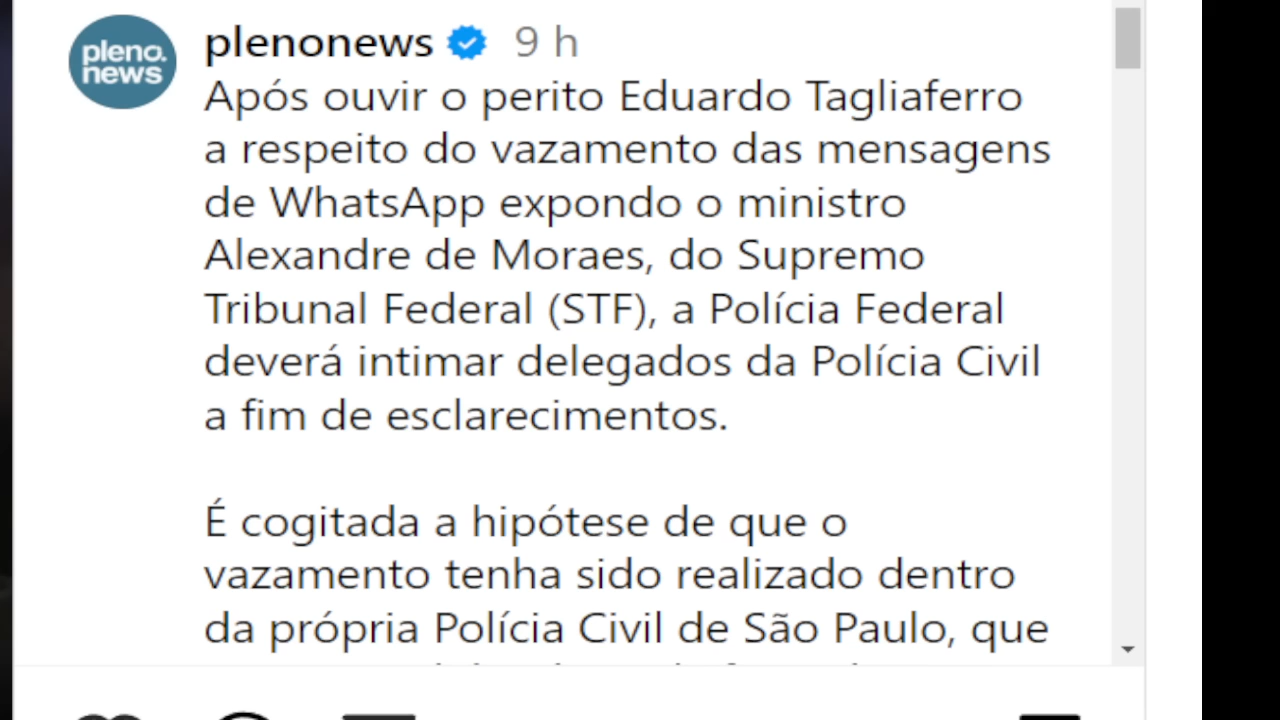 pleno.
news
plenonews 9 h
Após ouvir o perito Eduardo Tagliaferro
a respeito do vazamento das mensagens
de WhatsApp expondo o ministro
Alexandre de Moraes, do Supremo
Tribunal Federal (STF), a Polícia Federal
deverá intimar delegados da Polícia Civil
a fim de esclarecimentos.
É cogitada a hipótese de que o
vazamento tenha sido realizado dentro
da própria Polícia Civil de São Paulo, que